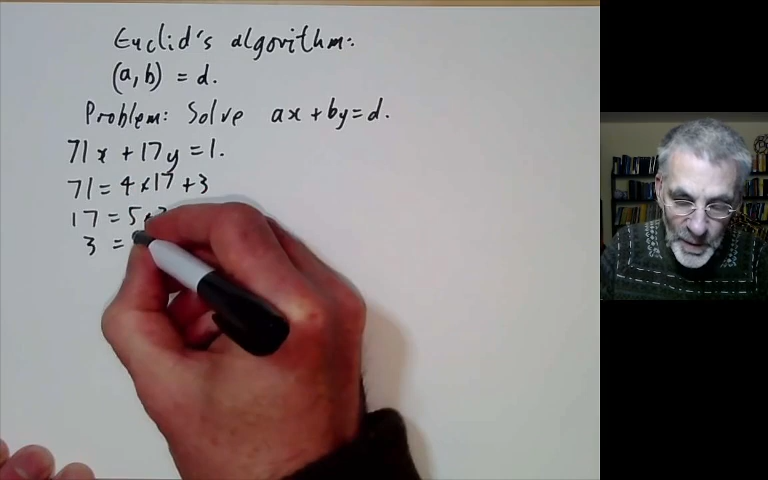 Euclid's algorithm:
(a, b) = d.
Problem: Solve ax + by = d.
71x + 17y = 1.
71 = 4 × 17 + 3
17 = 5
3 =